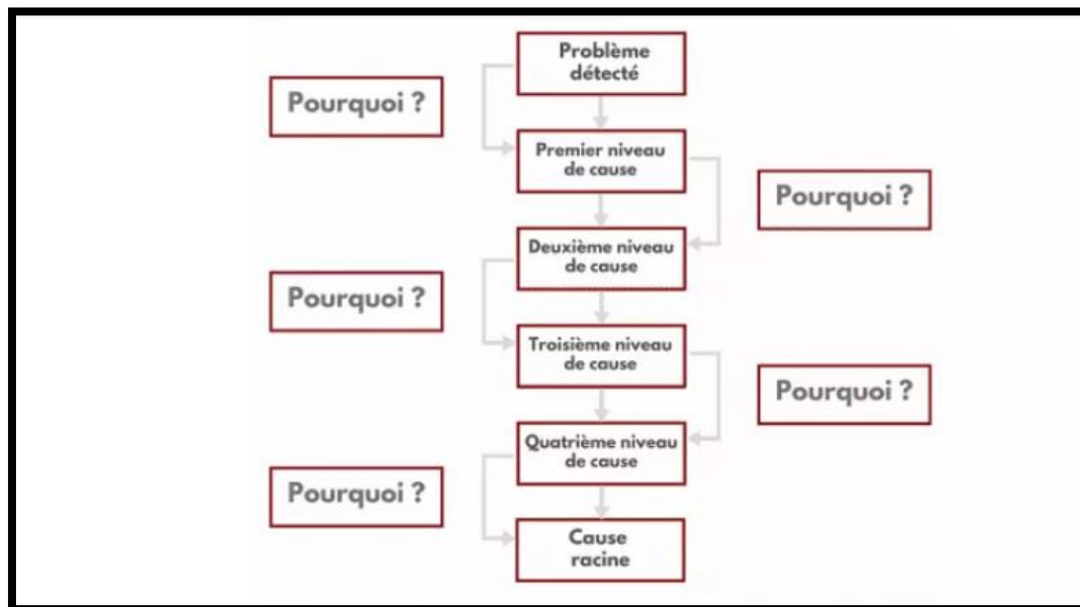 Problème
détecté
Pourquoi ?
Premier niveau
de cause
Pourquoi ?
Deuxième niveau
de cause
Pourquoi ?
Troisième niveau
de cause
Pourquoi ?
Quatrième niveau
de cause
Pourquoi ?
Cause
racine